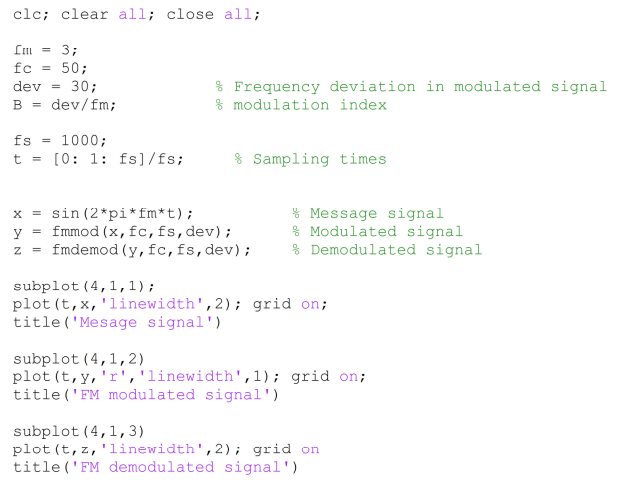 clc; clear all; close all;
fm = 3;
fc = 50;
dev = 30; % Frequency deviation in modulated signal
B = dev/fm; % modulation index
fs = 1000;
t = [0: 1: fs]/fs; % Sampling times
x = sin(2*pi*fm*t); % Message signal
y = fmmod(x,fc,fs,dev); % Modulated signal
z = fmdemod(y,fc,fs,dev); % Demodulated signal
subplot(4,1,1);
plot(t,x,'linewidth',2); grid on;
title('Mesage signal')
subplot(4,1,2)
plot(t,y,'r','linewidth',1); grid on;
title('FM modulated signal')
subplot(4,1,3)
plot(t,z,'linewidth',2); grid on
title('FM demodulated signal')